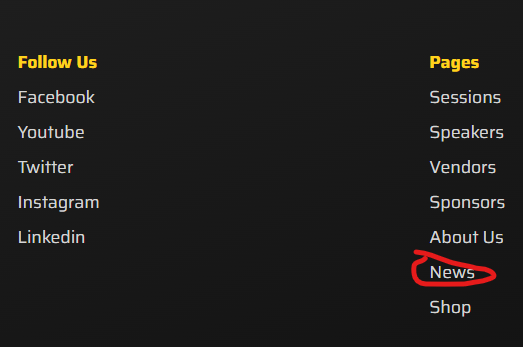 Follow Us
Facebook
Youtube
Twitter
Instagram
Linkedin
Pages
Sessions
Speakers
Vendors
Sponsors
About Us
News
Shop